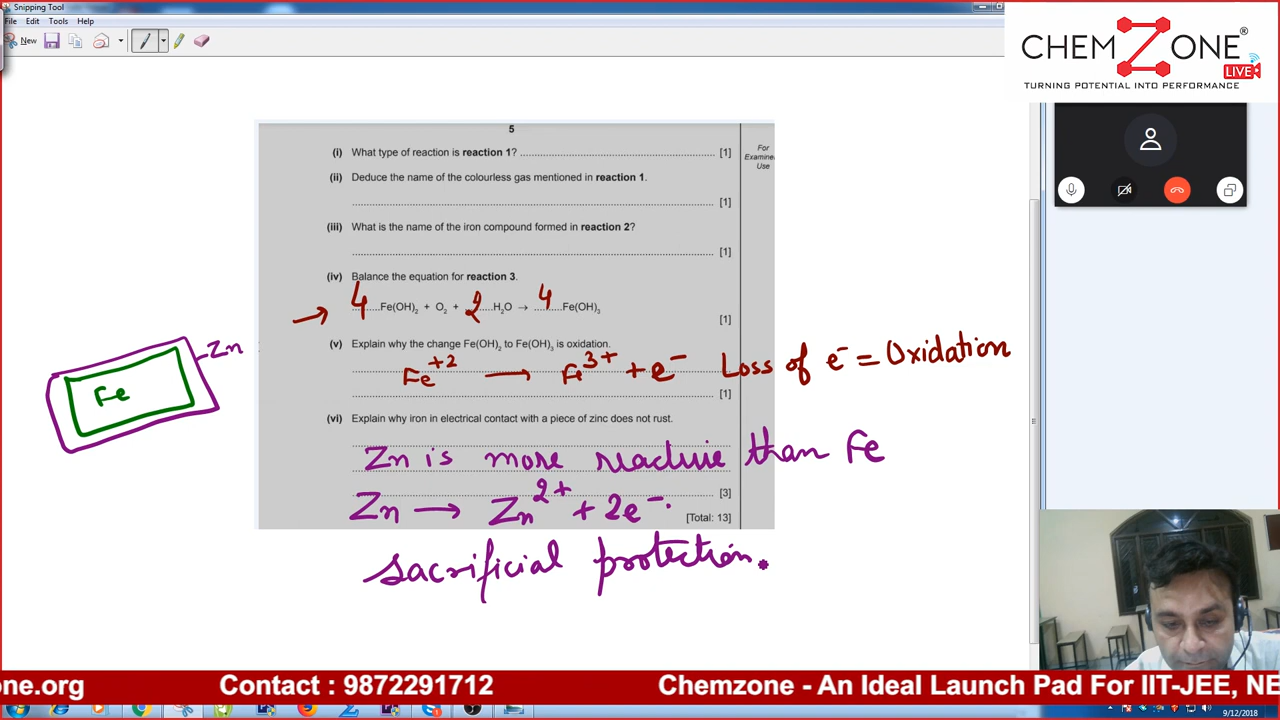 Snipping Tool
File Edit Tools Help
New
CHEMZONE®
LIVE
TURNING POTENTIAL INTO PERFORMANCE
5
For
Examiner
Use
(i) What type of reaction is reaction 1? [1]
(ii) Deduce the name of the colourless gas mentioned in reaction 1.
[1]
(iii) What is the name of the iron compound formed in reaction 2?
[1]
(iv) Balance the equation for reaction 3.
→ 4 Fe(OH)₂ + O₂ + 2 H₂O → 4 Fe(OH)₃
[1]
(v) Explain why the change Fe(OH)₂ to Fe(OH)₃ is oxidation.
Fe⁺² → Fe³⁺ + e⁻ Loss of e⁻ = Oxidation
[1]
Zn
Fe
(vi) Explain why iron in electrical contact with a piece of zinc does not rust.
Zn is more reactive than Fe
[3]
Zn → Zn²⁺ + 2e⁻.
[Total: 13]
sacrificial protection.
ne.org Contact : 9872291712 Chemzone - An Ideal Launch Pad For IIT-JEE, NE
9/12/2018